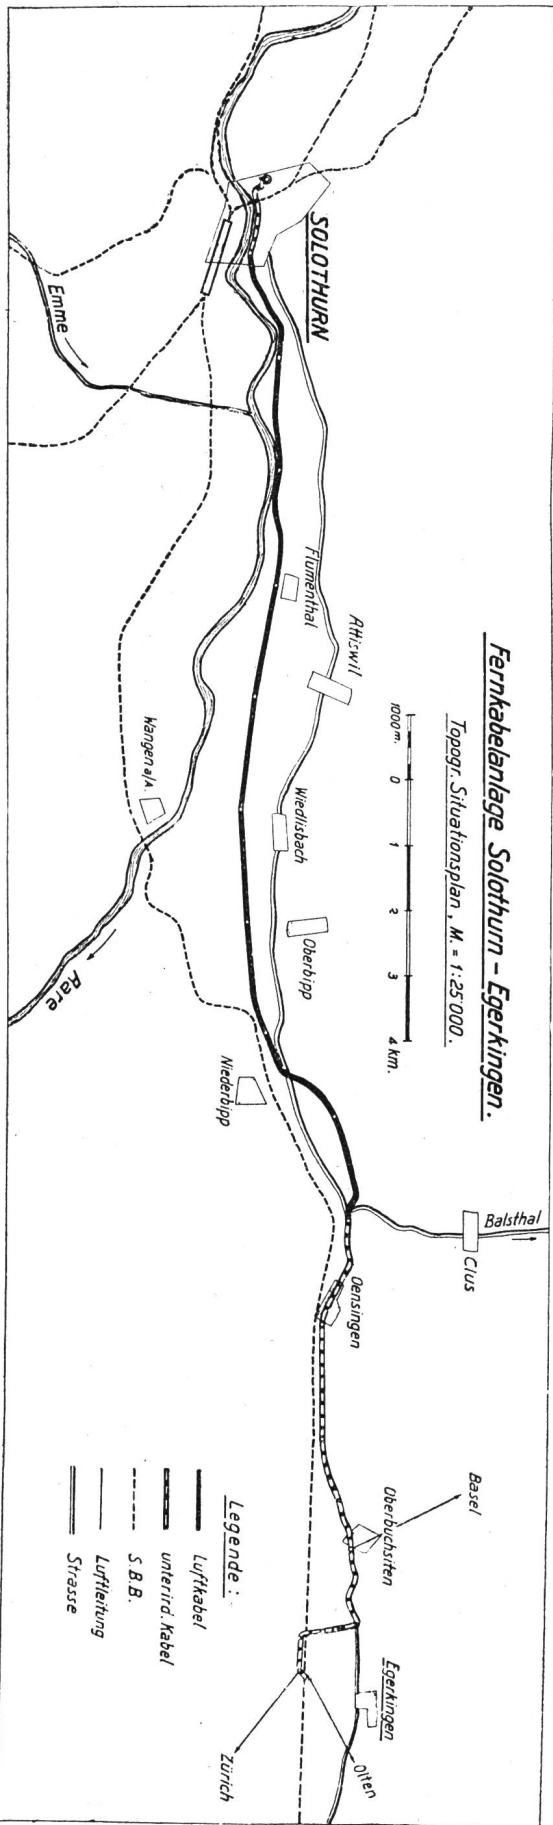 Fernkabelanlage Solothurn – Egerkingen.
Topogr. Situationsplan, M. = 1:25'000.
1000 m. 0 1 2 3 4 km.
SOLOTHURN
Emme
Flumenthal
Attiswil
Wangen a/A.
Wiedlisbach
Oberbipp
Aare
Niederbipp
Balsthal
Clus
Oensingen
Basel
Oberbuchsiten
Egerkingen
Olten
Zürich
Legende:
Luftkabel
unterird. Kabel
S.B.B.
Luftleitung
Strasse